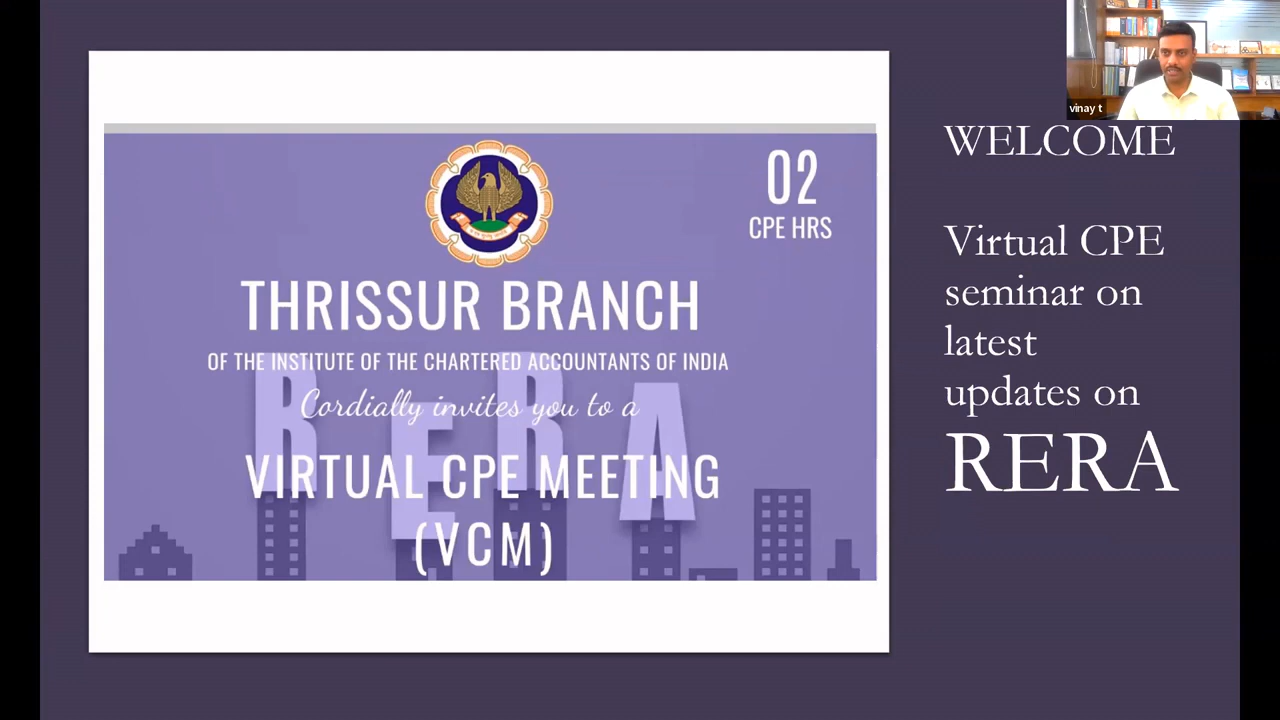 02
CPE HRS
THRISSUR BRANCH
OF THE INSTITUTE OF THE CHARTERED ACCOUNTANTS OF INDIA
Cordially invites you to a
RERA
VIRTUAL CPE MEETING
(VCM)
vinay t
WELCOME
Virtual CPE
seminar on
latest
updates on
RERA